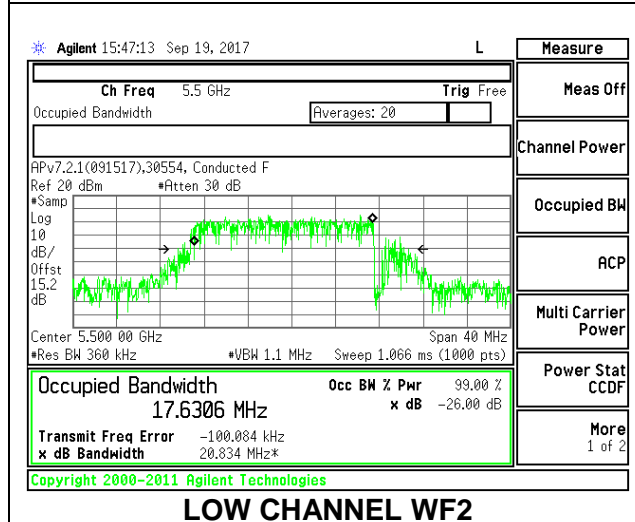 Agilent 15:47:13 Sep 19, 2017 L
Measure
Ch Freq 5.5 GHz Trig Free
Occupied Bandwidth Averages: 20
Meas Off
Channel Power
Occupied BW
ACP
Multi Carrier
Power
Power Stat
CCDF
More
1 of 2
APv7.2.1(091517),30554, Conducted F
Ref 20 dBm #Atten 30 dB
#Samp
Log
10
dB/
Offst
15.2
dB
Center 5.500 00 GHz Span 40 MHz
#Res BW 360 kHz #VBW 1.1 MHz Sweep 1.066 ms (1000 pts)
Occupied Bandwidth Occ BW % Pwr 99.00 %
17.6306 MHz x dB -26.00 dB
Transmit Freq Error -100.084 kHz
x dB Bandwidth 20.834 MHz*
Copyright 2000-2011 Agilent Technologies
LOW CHANNEL WF2